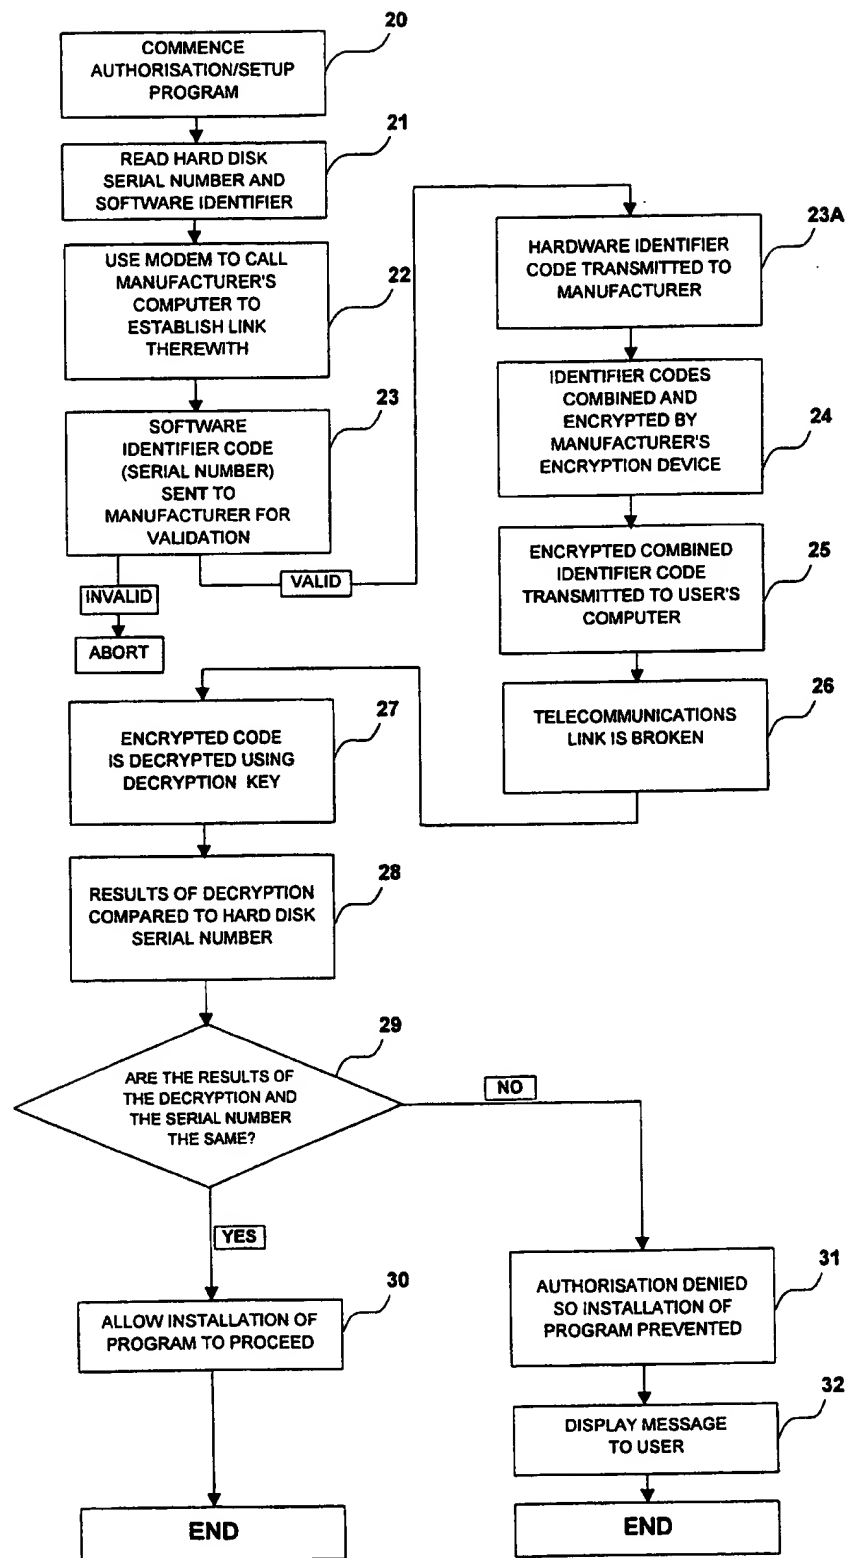 20
COMMENCE
AUTHORISATION/SETUP
PROGRAM
21
READ HARD DISK
SERIAL NUMBER AND
SOFTWARE IDENTIFIER
22
USE MODEM TO CALL
MANUFACTURER'S
COMPUTER TO
ESTABLISH LINK
THEREWITH
23
SOFTWARE
IDENTIFIER CODE
(SERIAL NUMBER)
SENT TO
MANUFACTURER FOR
VALIDATION
VALID
INVALID
ABORT
23A
HARDWARE IDENTIFIER
CODE TRANSMITTED TO
MANUFACTURER
IDENTIFIER CODES
COMBINED AND
ENCRYPTED BY
MANUFACTURER'S
ENCRYPTION DEVICE
24
ENCRYPTED COMBINED
IDENTIFIER CODE
TRANSMITTED TO USER'S
COMPUTER
25
26
TELECOMMUNICATIONS
LINK IS BROKEN
27
ENCRYPTED CODE
IS DECRYPTED USING
DECRYPTION KEY
28
RESULTS OF DECRYPTION
COMPARED TO HARD DISK
SERIAL NUMBER
29
ARE THE RESULTS OF
THE DECRYPTION AND
THE SERIAL NUMBER
THE SAME?
NO
YES
30
ALLOW INSTALLATION OF
PROGRAM TO PROCEED
END
31
AUTHORISATION DENIED
SO INSTALLATION OF
PROGRAM PREVENTED
32
DISPLAY MESSAGE
TO USER
END